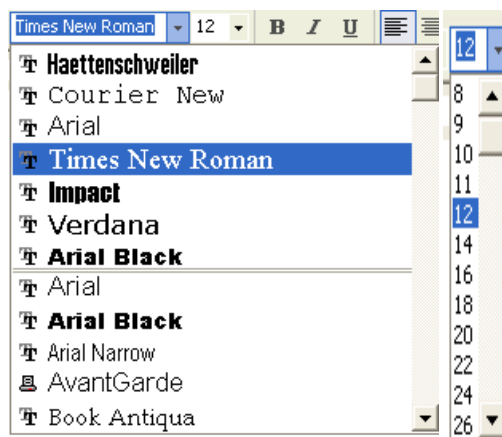 Times New Roman 12 B I U
Haettenschweiler
Courier New
Arial
Times New Roman
Impact
Verdana
Arial Black
Arial
Arial Black
Arial Narrow
AvantGarde
Book Antiqua
12
8
9
10
11
12
14
16
18
20
22
24
26